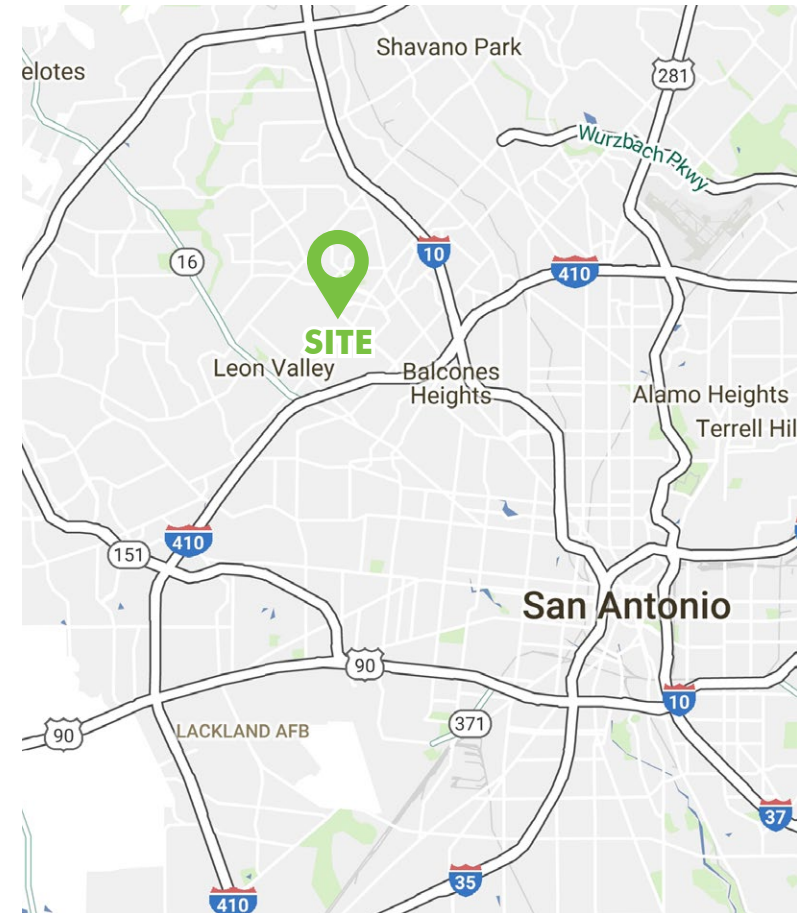 Shavano Park
elotes
281
Wurzbach Pkwy
16
10
410
SITE
Leon Valley
Balcones
Heights
Alamo Heights
Terrell Hil
410
151
San Antonio
90
10
371
90
LACKLAND AFB
37
35
410